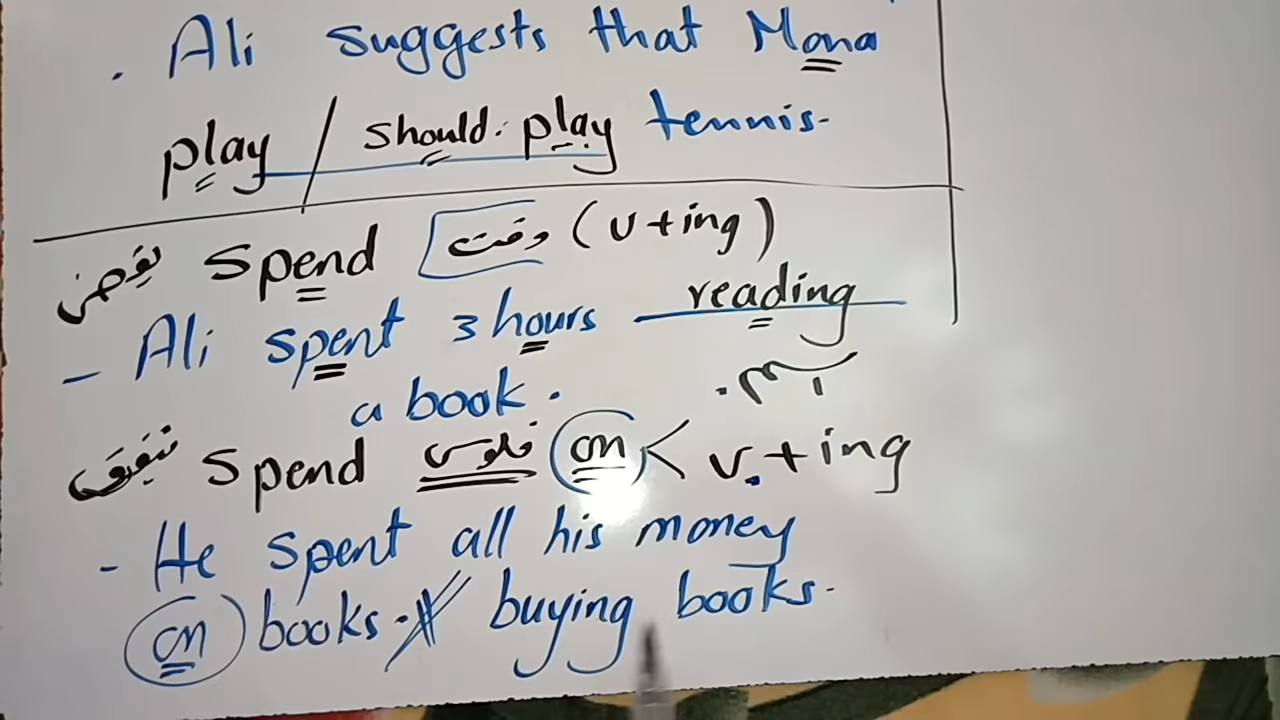 . Ali suggests that Mona
play / should play tennis.
يقضي spend وقت (v+ing)
- Ali spent 3 hours reading
a book.
اسم.
ينفق spend فلوس on < v.+ing
- He spent all his money
on books. buying books.